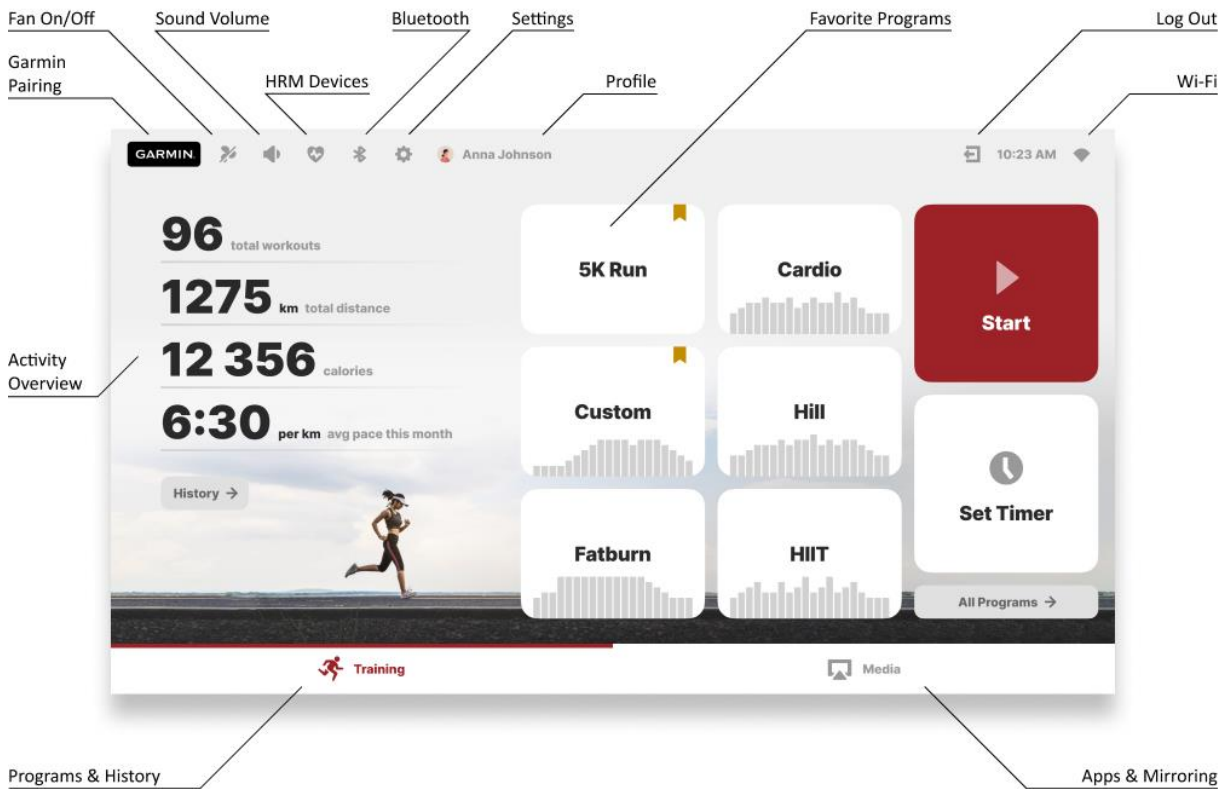 Fan On/Off
Sound Volume
Bluetooth
Settings
Favorite Programs
Log Out
Garmin
Pairing
HRM Devices
Profile
Wi-Fi
GARMIN.
Anna Johnson
10:23 AM
96 total workouts
1275 km total distance
12 356 calories
6:30 per km avg pace this month
History →
Activity
Overview
5K Run
Cardio
Start
Custom
Hill
Set Timer
Fatburn
HIIT
All Programs →
Training
Media
Programs & History
Apps & Mirroring